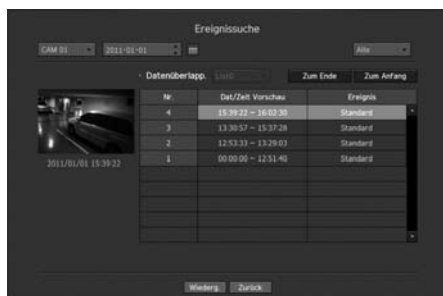 Ereignissuche
CAM 01 2011-01-01 Alle
· Datenüberlapp. List0 Zum Ende Zum Anfang
Nr. Dat/Zeit Vorschau Ereignis
4 15:39:22 ~ 16:02:30 Standard
3 13:30:57 ~ 15:37:28 Standard
2 12:53:33 ~ 13:29:03 Standard
1 00:00:00 ~ 12:51:40 Standard
2011/01/01 15:39:22
Wiederg. Zurück